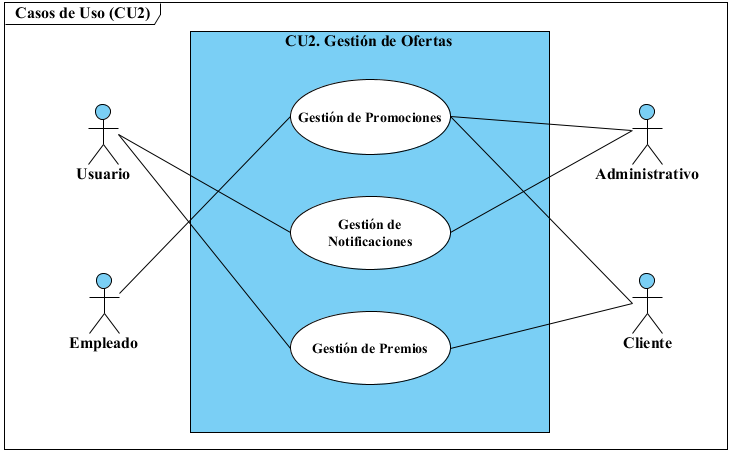 Casos de Uso (CU2)
CU2. Gestión de Ofertas
Gestión de Promociones
Usuario
Administrativo
Gestión de
Notificaciones
Empleado
Gestión de Premios
Cliente